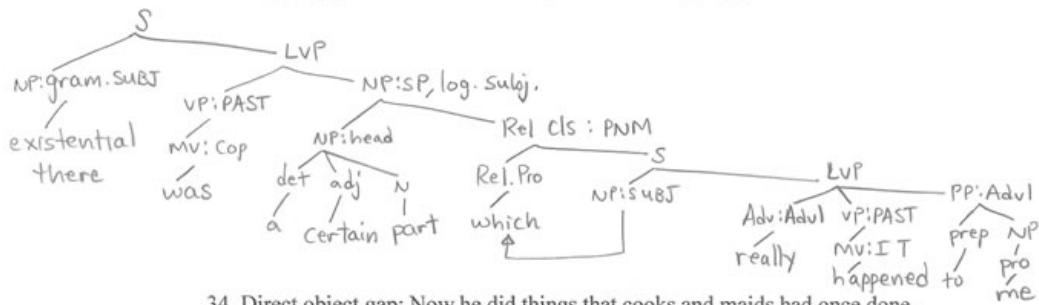 S
NP:gram.SUBJ
LVP
existential there
VP:PAST
NP:SP, log. subj.
MV:Cop
was
NP:head
Rel Cls : PNM
det
adj
N
a
certain
part
Rel.Pro
S
which
NP:SUBJ
LVP
Adv:Advl
VP:PAST
PP:Advl
really
MV:IT
happened
prep
NP
to
pro
me
34. Direct object gap: Now he did things that cooks and maids had once done